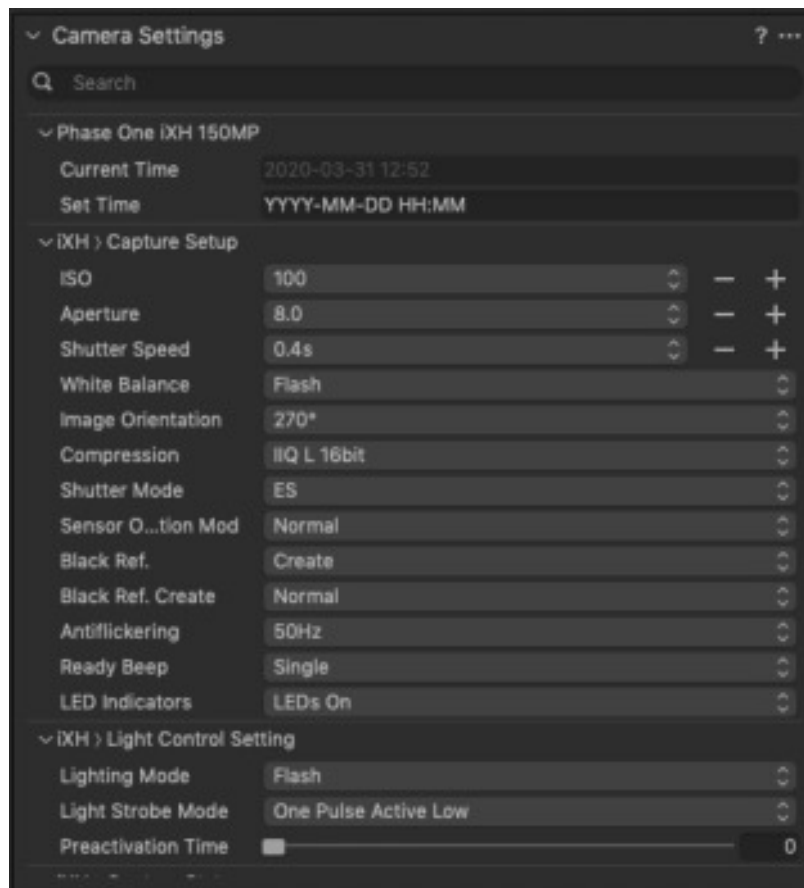 Camera Settings ? ...
Search
Phase One iXH 150MP
Current Time 2020-03-31 12:52
Set Time YYYY-MM-DD HH:MM
iXH > Capture Setup
ISO 100 − +
Aperture 8.0 − +
Shutter Speed 0.4s − +
White Balance Flash
Image Orientation 270°
Compression IIQ L 16bit
Shutter Mode ES
Sensor O...tion Mod Normal
Black Ref. Create
Black Ref. Create Normal
Antiflickering 50Hz
Ready Beep Single
LED Indicators LEDs On
iXH > Light Control Setting
Lighting Mode Flash
Light Strobe Mode One Pulse Active Low
Preactivation Time 0